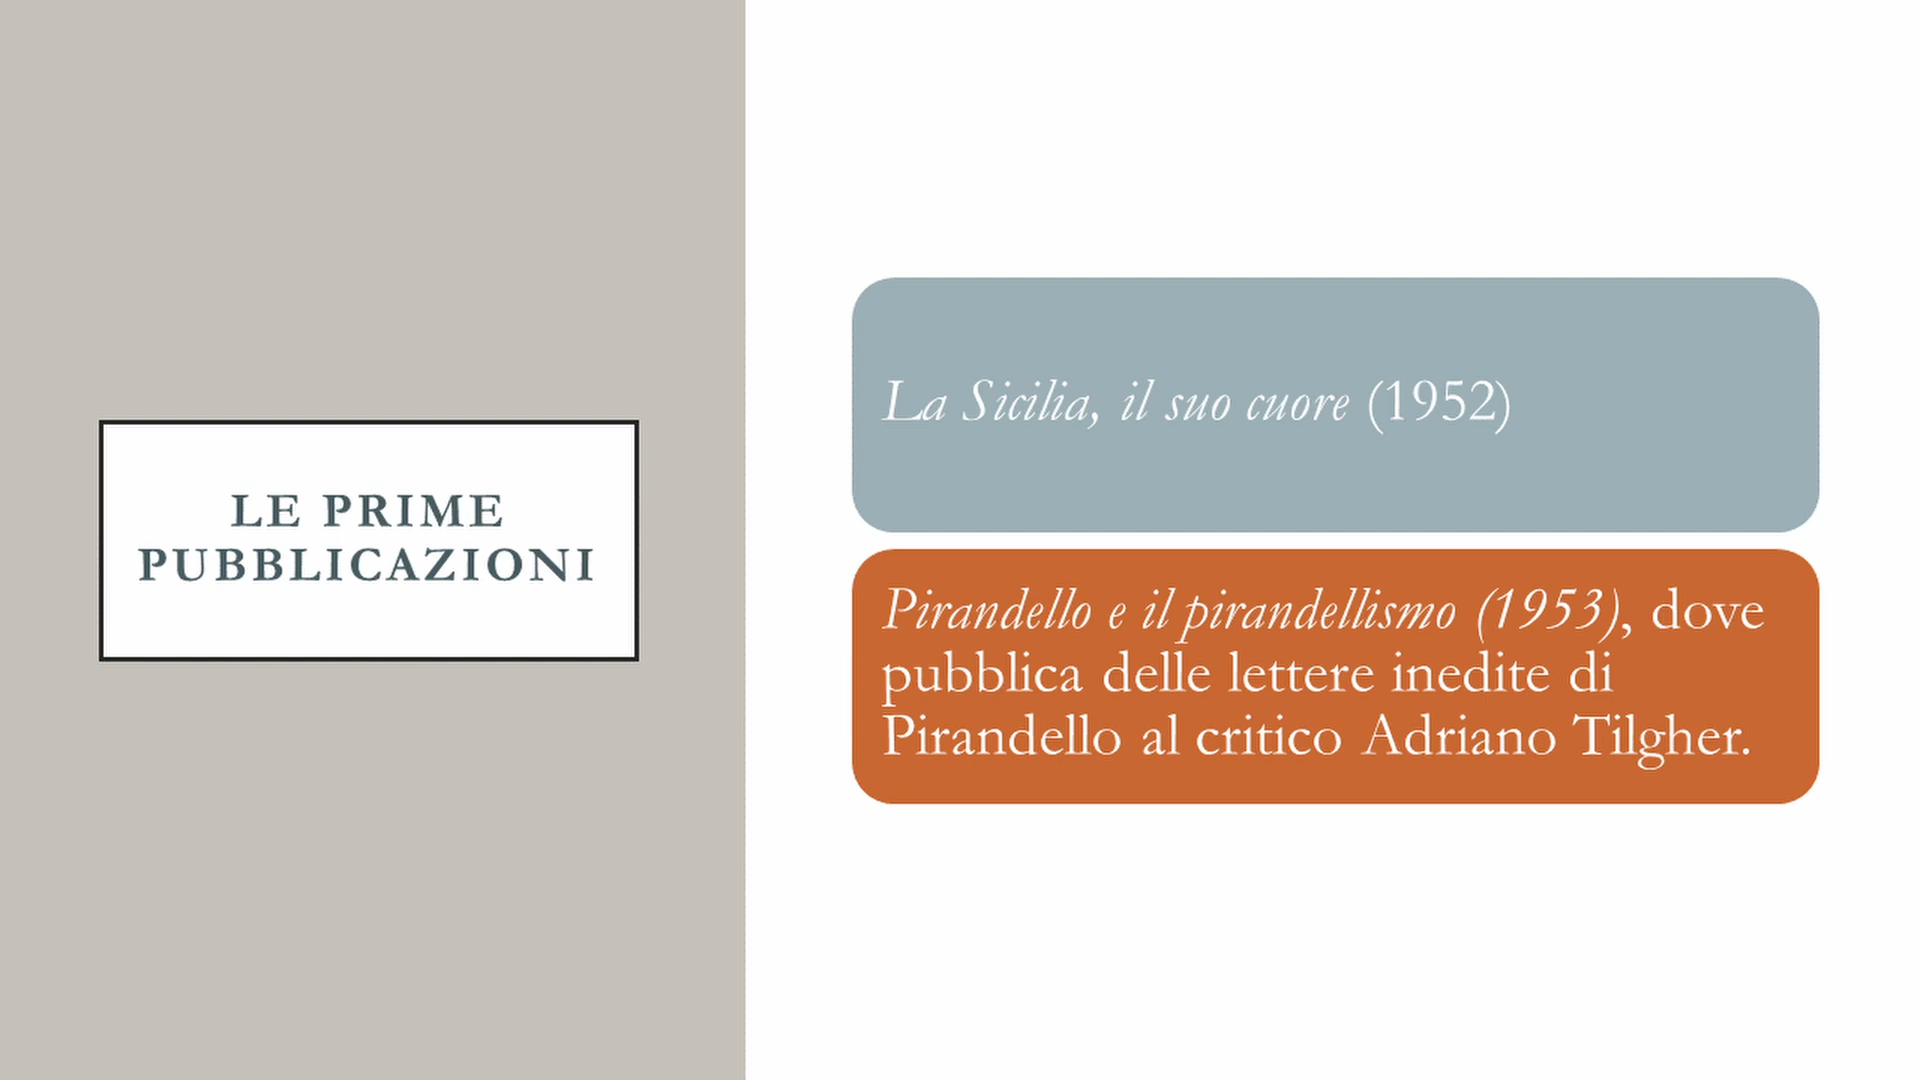 LE PRIME
PUBBLICAZIONI
La Sicilia, il suo cuore (1952)
Pirandello e il pirandellismo (1953), dove
pubblica delle lettere inedite di
Pirandello al critico Adriano Tilgher.